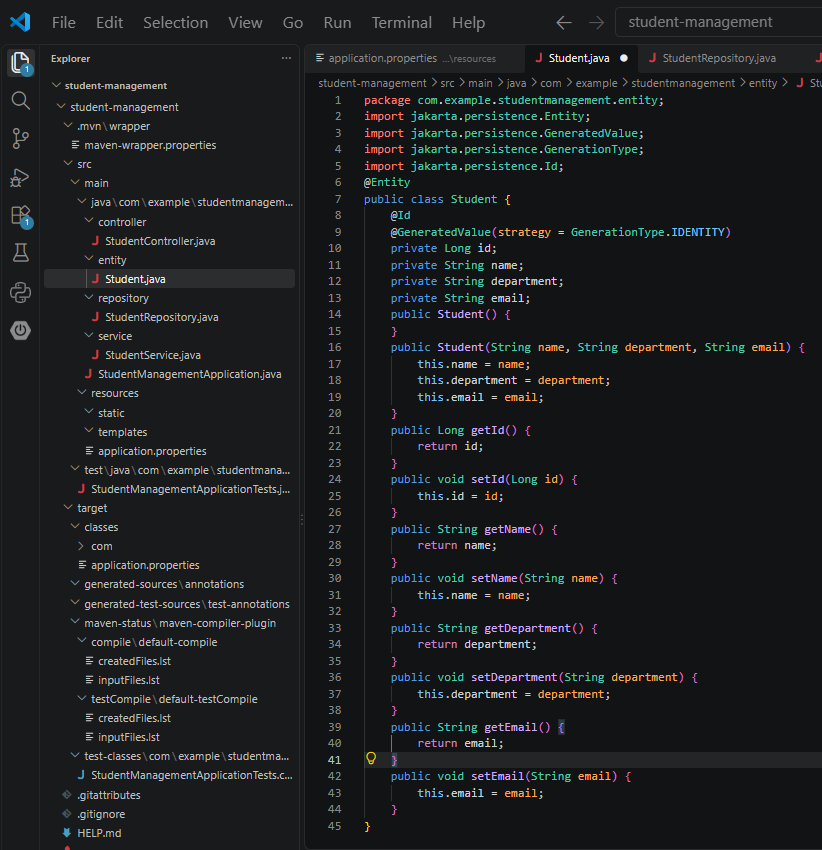 File Edit Selection View Go Run Terminal Help ← → student-management
Explorer ...
student-management
student-management
.mvn\wrapper
maven-wrapper.properties
src
main
java\com\example\studentmanagem...
controller
StudentController.java
entity
Student.java
repository
StudentRepository.java
service
StudentService.java
StudentManagementApplication.java
resources
static
templates
application.properties
test\java\com\example\studentmana...
StudentManagementApplicationTests.j...
target
classes
com
application.properties
generated-sources\annotations
generated-test-sources\test-annotations
maven-status\maven-compiler-plugin
compile\default-compile
createdFiles.lst
inputFiles.lst
testCompile\default-testCompile
createdFiles.lst
inputFiles.lst
test-classes\com\example\studentma...
StudentManagementApplicationTests.c...
.gitattributes
.gitignore
HELP.md
1
1
application.properties ...\resources Student.java StudentRepository.java
student-management > src > main > java > com > example > studentmanagement > entity > J St
1 package com.example.studentmanagement.entity;
2 import jakarta.persistence.Entity;
3 import jakarta.persistence.GeneratedValue;
4 import jakarta.persistence.GenerationType;
5 import jakarta.persistence.Id;
6 @Entity
7 public class Student {
8 @Id
9 @GeneratedValue(strategy = GenerationType.IDENTITY)
10 private Long id;
11 private String name;
12 private String department;
13 private String email;
14 public Student() {
15 }
16 public Student(String name, String department, String email) {
17 this.name = name;
18 this.department = department;
19 this.email = email;
20 }
21 public Long getId() {
22 return id;
23 }
24 public void setId(Long id) {
25 this.id = id;
26 }
27 public String getName() {
28 return name;
29 }
30 public void setName(String name) {
31 this.name = name;
32 }
33 public String getDepartment() {
34 return department;
35 }
36 public void setDepartment(String department) {
37 this.department = department;
38 }
39 public String getEmail() {
40 return email;
41 }
42 public void setEmail(String email) {
43 this.email = email;
44 }
45 }